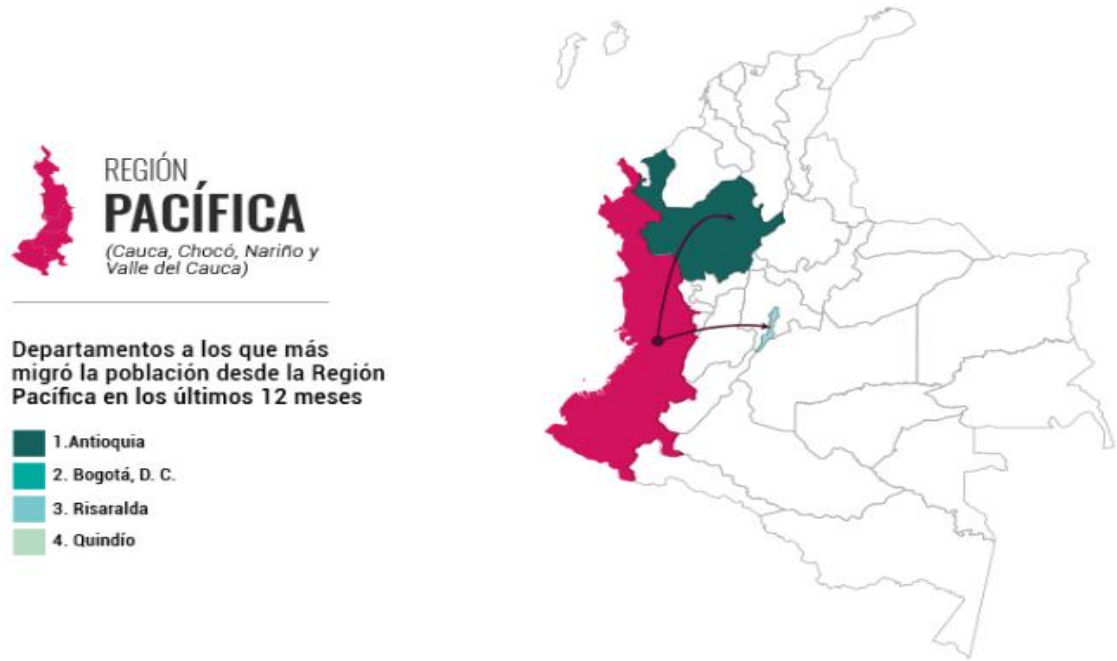 REGIÓN
PACÍFICA
(Cauca, Chocó, Nariño y
Valle del Cauca)
Departamentos a los que más
migró la población desde la Región
Pacífica en los últimos 12 meses
1.Antioquia
2. Bogotá, D. C.
3. Risaralda
4. Quindío